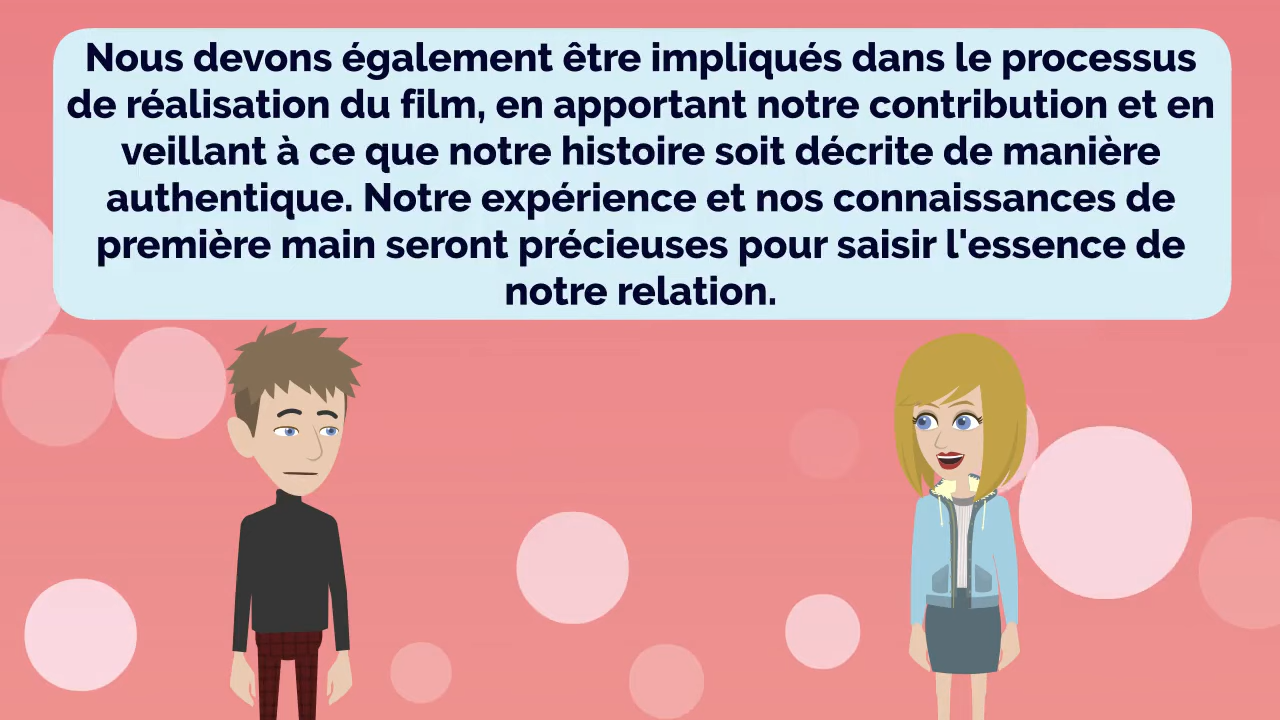 Nous devons également être impliqués dans le processus
de réalisation du film, en apportant notre contribution et en
veillant à ce que notre histoire soit décrite de manière
authentique. Notre expérience et nos connaissances de
première main seront précieuses pour saisir l'essence de
notre relation.